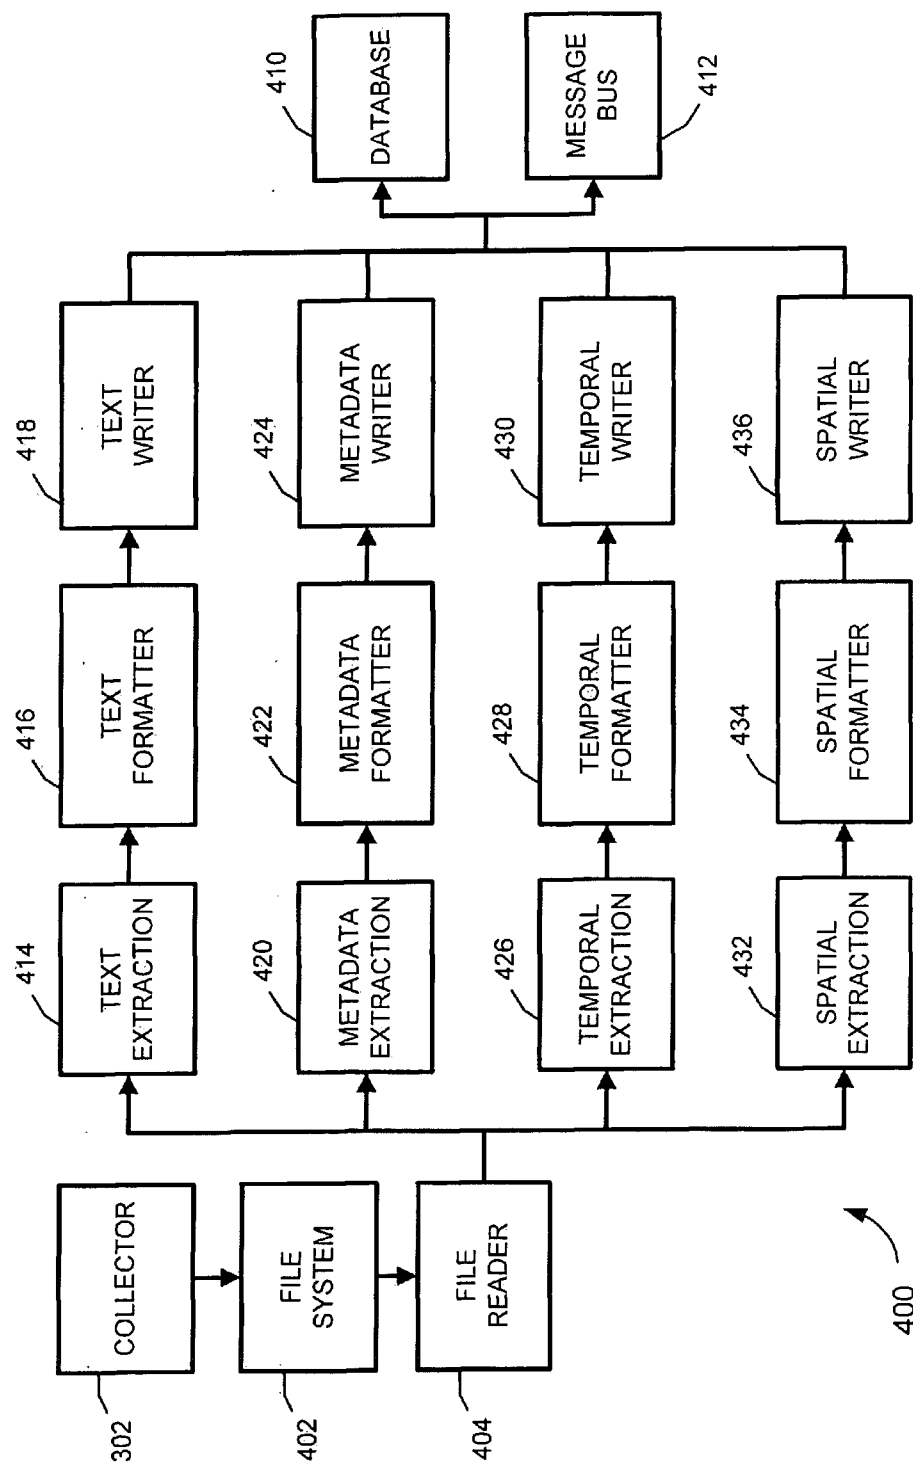 COLLECTOR
302
FILE
SYSTEM
402
FILE
READER
404
414
TEXT
EXTRACTION
416
TEXT
FORMATTER
418
TEXT
WRITER
420
METADATA
EXTRACTION
422
METADATA
FORMATTER
424
METADATA
WRITER
426
TEMPORAL
EXTRACTION
428
TEMPORAL
FORMATTER
430
TEMPORAL
WRITER
432
SPATIAL
EXTRACTION
434
SPATIAL
FORMATTER
436
SPATIAL
WRITER
410
DATABASE
MESSAGE
BUS
412
400